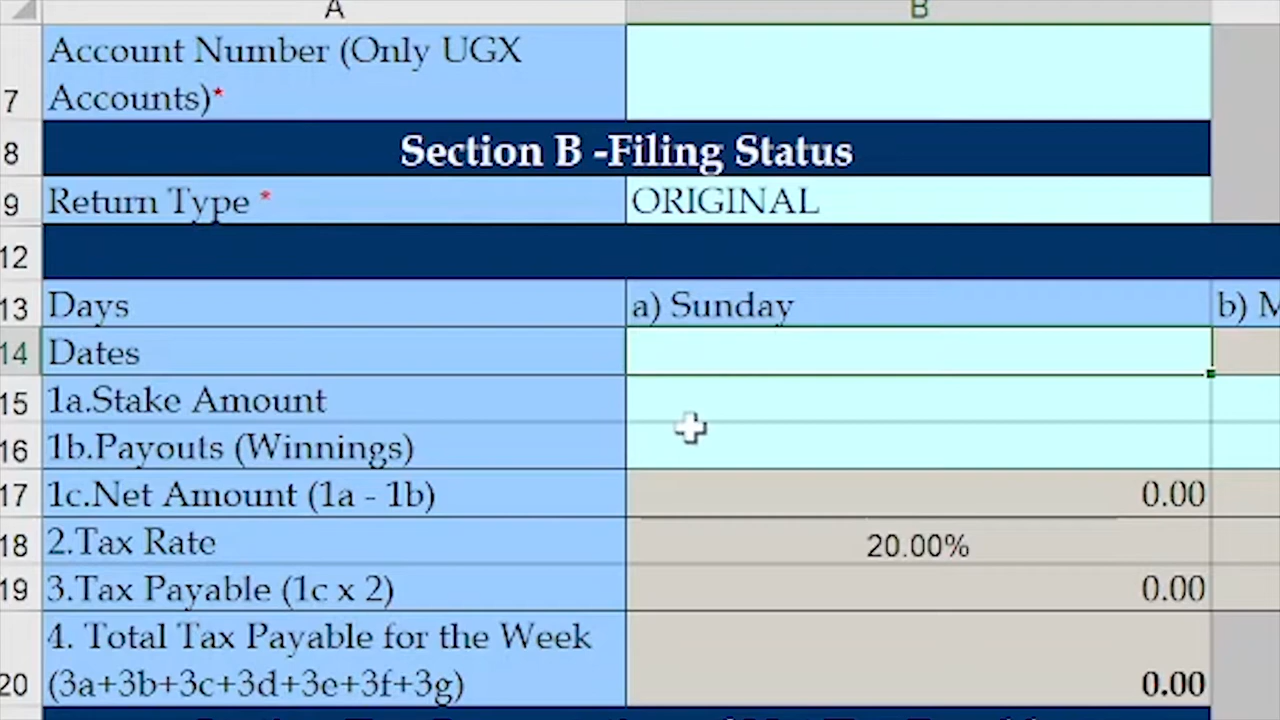 A B
7 Account Number (Only UGX
Accounts)*
8 Section B -Filing Status
9 Return Type * ORIGINAL
12
13 Days a) Sunday b) M
14 Dates
15 1a.Stake Amount
16 1b.Payouts (Winnings)
17 1c.Net Amount (1a - 1b) 0.00
18 2.Tax Rate 20.00%
19 3.Tax Payable (1c x 2) 0.00
4. Total Tax Payable for the Week
20 (3a+3b+3c+3d+3e+3f+3g) 0.00